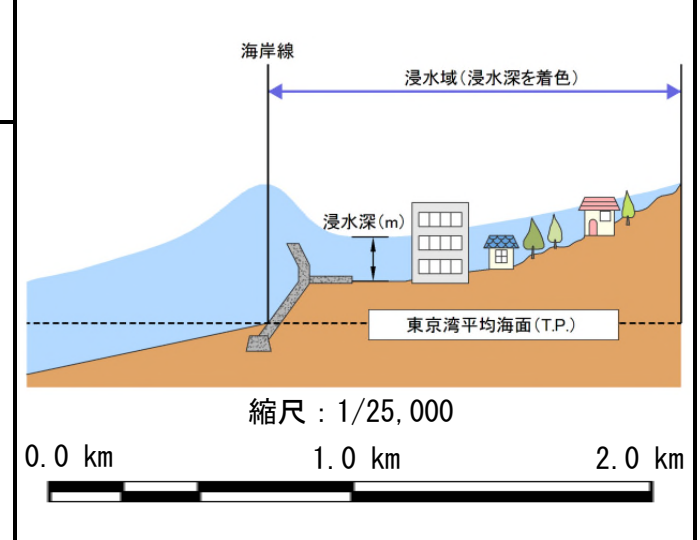 海岸線
浸水域(浸水深を着色)
浸水深(m)
東京湾平均海面(T.P.)
縮尺：1/25,000
0.0 km 1.0 km 2.0 km